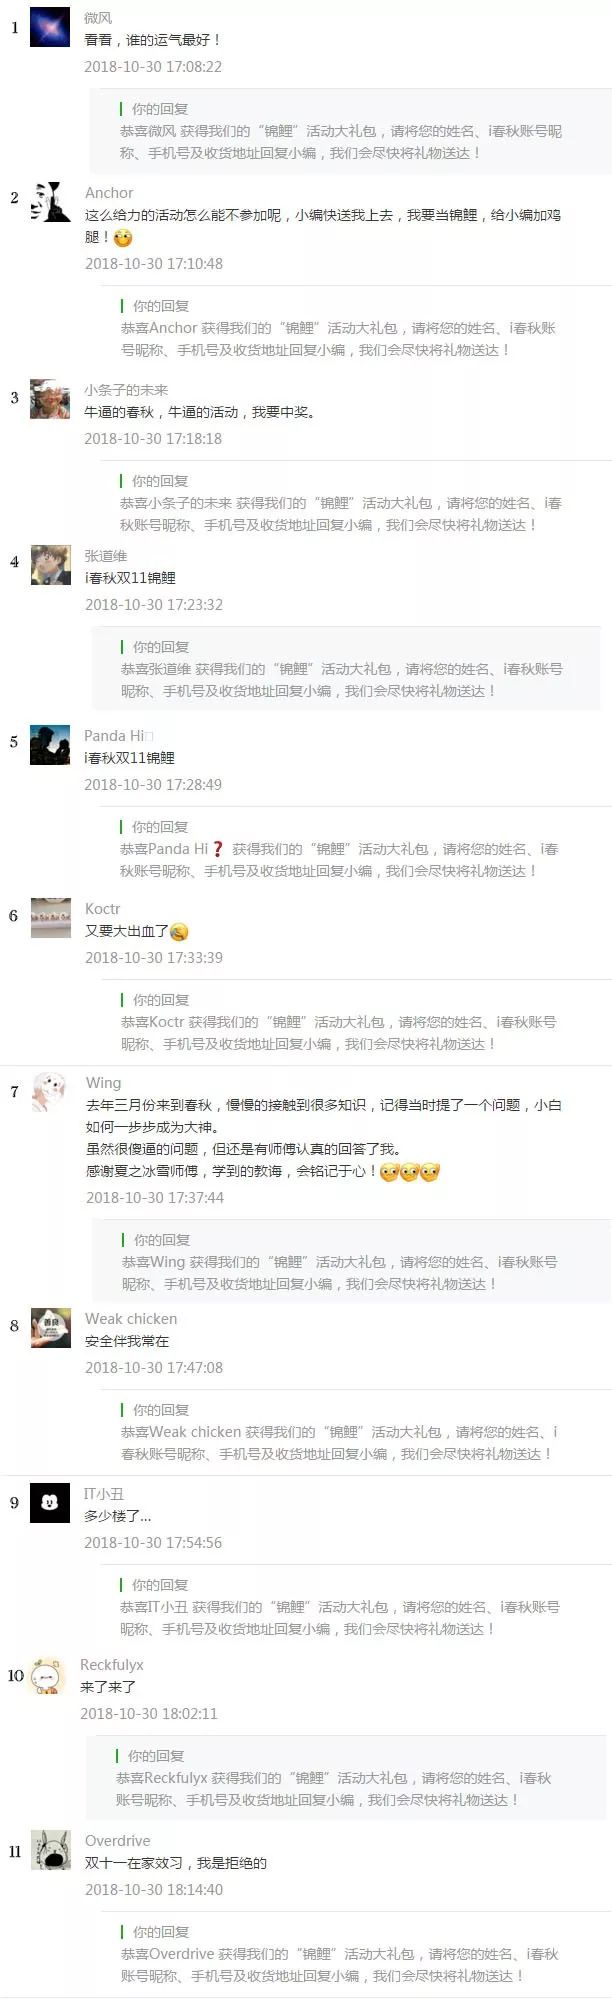 1
微风
看看，谁的运气最好！
2018-10-30 17:08:22
你的回复
恭喜微风 获得我们的“锦鲤”活动大礼包，请将您的姓名、i春秋账号昵
称、手机号及收货地址回复小编，我们会尽快将礼物送达！
2
Anchor
这么给力的活动怎么能不参加呢，小编快送我上去，我要当锦鲤，给小编加鸡
腿！
2018-10-30 17:10:48
你的回复
恭喜Anchor 获得我们的“锦鲤”活动大礼包，请将您的姓名、i春秋账
号昵称、手机号及收货地址回复小编，我们会尽快将礼物送达！
3
小条子的未来
牛逼的春秋，牛逼的活动，我要中奖。
2018-10-30 17:18:18
你的回复
恭喜小条子的未来 获得我们的“锦鲤”活动大礼包，请将您的姓名、i春
秋账号昵称、手机号及收货地址回复小编，我们会尽快将礼物送达！
4
张道维
i春秋双11锦鲤
2018-10-30 17:23:32
你的回复
恭喜张道维 获得我们的“锦鲤”活动大礼包，请将您的姓名、i春秋账号
昵称、手机号及收货地址回复小编，我们会尽快将礼物送达！
5
Panda Hi
i春秋双11锦鲤
2018-10-30 17:28:49
你的回复
恭喜Panda Hi❓ 获得我们的“锦鲤”活动大礼包，请将您的姓名、i春
秋账号昵称、手机号及收货地址回复小编，我们会尽快将礼物送达！
6
Koctr
又要大出血了
2018-10-30 17:33:39
你的回复
恭喜Koctr 获得我们的“锦鲤”活动大礼包，请将您的姓名、i春秋账号
昵称、手机号及收货地址回复小编，我们会尽快将礼物送达！
7
Wing
去年三月份来到春秋，慢慢的接触到很多知识，记得当时提了一个问题，小白
如何一步步成为大神。
虽然很傻逼的问题，但还是有师傅认真的回答了我。
感谢夏之冰雪师傅，学到的教诲，会铭记于心！
2018-10-30 17:37:44
你的回复
恭喜Wing 获得我们的“锦鲤”活动大礼包，请将您的姓名、i春秋账号
昵称、手机号及收货地址回复小编，我们会尽快将礼物送达！
8
善良
Weak chicken
安全伴我常在
2018-10-30 17:47:08
你的回复
恭喜Weak chicken 获得我们的“锦鲤”活动大礼包，请将您的姓名、i
春秋账号昵称、手机号及收货地址回复小编，我们会尽快将礼物送达！
9
IT小丑
多少楼了...
2018-10-30 17:54:56
你的回复
恭喜IT小丑 获得我们的“锦鲤”活动大礼包，请将您的姓名、i春秋账号
昵称、手机号及收货地址回复小编，我们会尽快将礼物送达！
10
Reckfulyx
来了来了
2018-10-30 18:02:11
你的回复
恭喜Reckfulyx 获得我们的“锦鲤”活动大礼包，请将您的姓名、i春秋
账号昵称、手机号及收货地址回复小编，我们会尽快将礼物送达！
11
Overdrive
双十一在家效习，我是拒绝的
2018-10-30 18:14:40
你的回复
恭喜Overdrive 获得我们的“锦鲤”活动大礼包，请将您的姓名、i春秋
账号昵称、手机号及收货地址回复小编，我们会尽快将礼物送达！